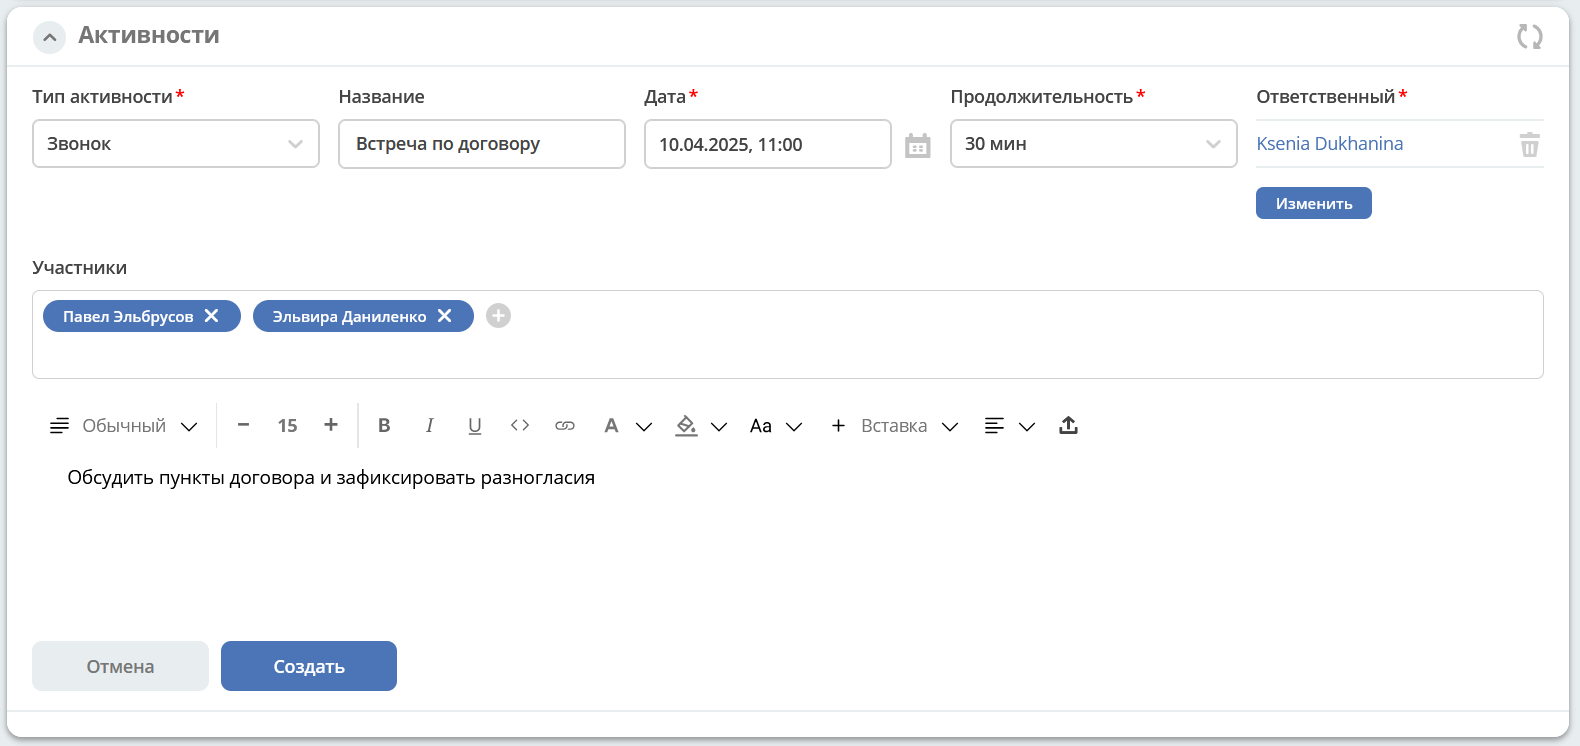 Активности
Тип активности* Название Дата* Продолжительность* Ответственный*
Звонок Встреча по договору 10.04.2025, 11:00 30 мин Ksenia Dukhanina
Изменить
Участники
Павел Эльбрусов Эльвира Даниленко
Обычный − 15 + B I U <> A Aa + Вставка
Обсудить пункты договора и зафиксировать разногласия
Отмена Создать